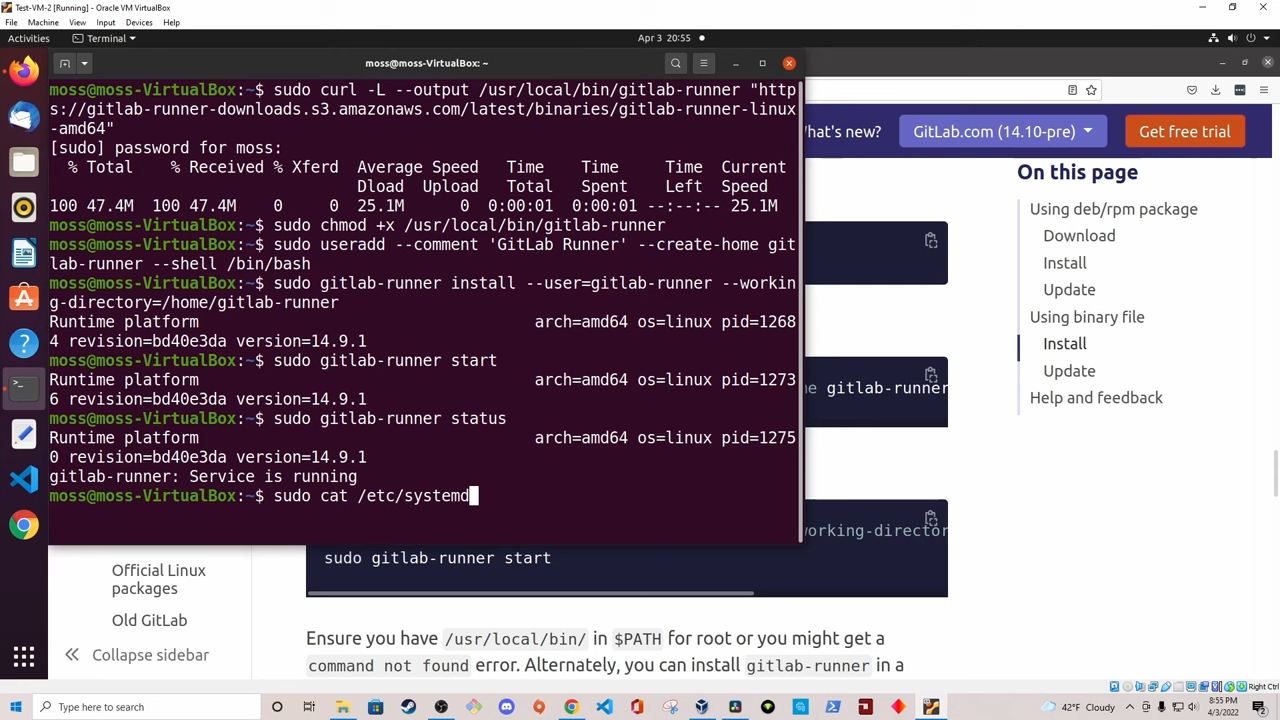 Test-VM-2 [Running] - Oracle VM VirtualBox
File Machine View Input Devices Help
Activities Terminal Apr 3 20:55
moss@moss-VirtualBox: ~
moss@moss-VirtualBox:~$ sudo curl -L --output /usr/local/bin/gitlab-runner "http
s://gitlab-runner-downloads.s3.amazonaws.com/latest/binaries/gitlab-runner-linux
-amd64"
[sudo] password for moss:
% Total % Received % Xferd Average Speed Time Time Time Current
Dload Upload Total Spent Left Speed
100 47.4M 100 47.4M 0 0 25.1M 0 0:00:01 0:00:01 --:--:-- 25.1M
moss@moss-VirtualBox:~$ sudo chmod +x /usr/local/bin/gitlab-runner
moss@moss-VirtualBox:~$ sudo useradd --comment 'GitLab Runner' --create-home git
lab-runner --shell /bin/bash
moss@moss-VirtualBox:~$ sudo gitlab-runner install --user=gitlab-runner --workin
g-directory=/home/gitlab-runner
Runtime platform arch=amd64 os=linux pid=1268
4 revision=bd40e3da version=14.9.1
moss@moss-VirtualBox:~$ sudo gitlab-runner start
Runtime platform arch=amd64 os=linux pid=1273
6 revision=bd40e3da version=14.9.1
moss@moss-VirtualBox:~$ sudo gitlab-runner status
Runtime platform arch=amd64 os=linux pid=1275
0 revision=bd40e3da version=14.9.1
gitlab-runner: Service is running
moss@moss-VirtualBox:~$ sudo cat /etc/systemd
What's new? GitLab.com (14.10-pre) Get free trial
On this page
Using deb/rpm package
Download
Install
Update
Using binary file
Install
Update
Help and feedback
gitlab-runner
working-director
sudo gitlab-runner start
Official Linux
packages
Old GitLab
Collapse sidebar
Ensure you have /usr/local/bin/ in $PATH for root or you might get a
command not found error. Alternately, you can install gitlab-runner in a
Right Ctrl
Type here to search
42°F Cloudy
8:55 PM
4/3/2022
2